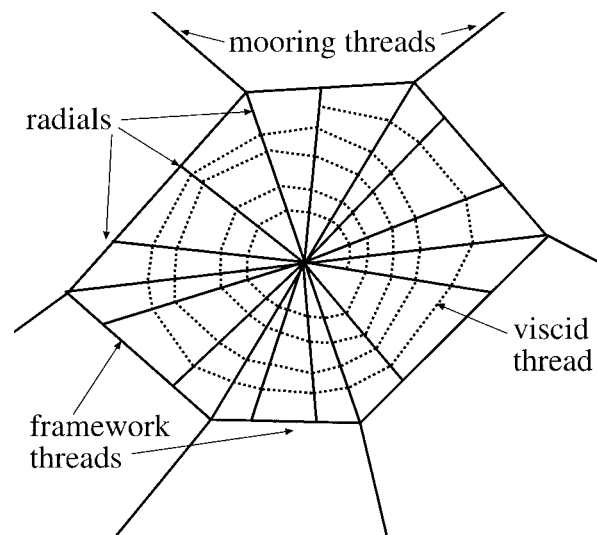 mooring threads
radials
viscid
thread
framework
threads